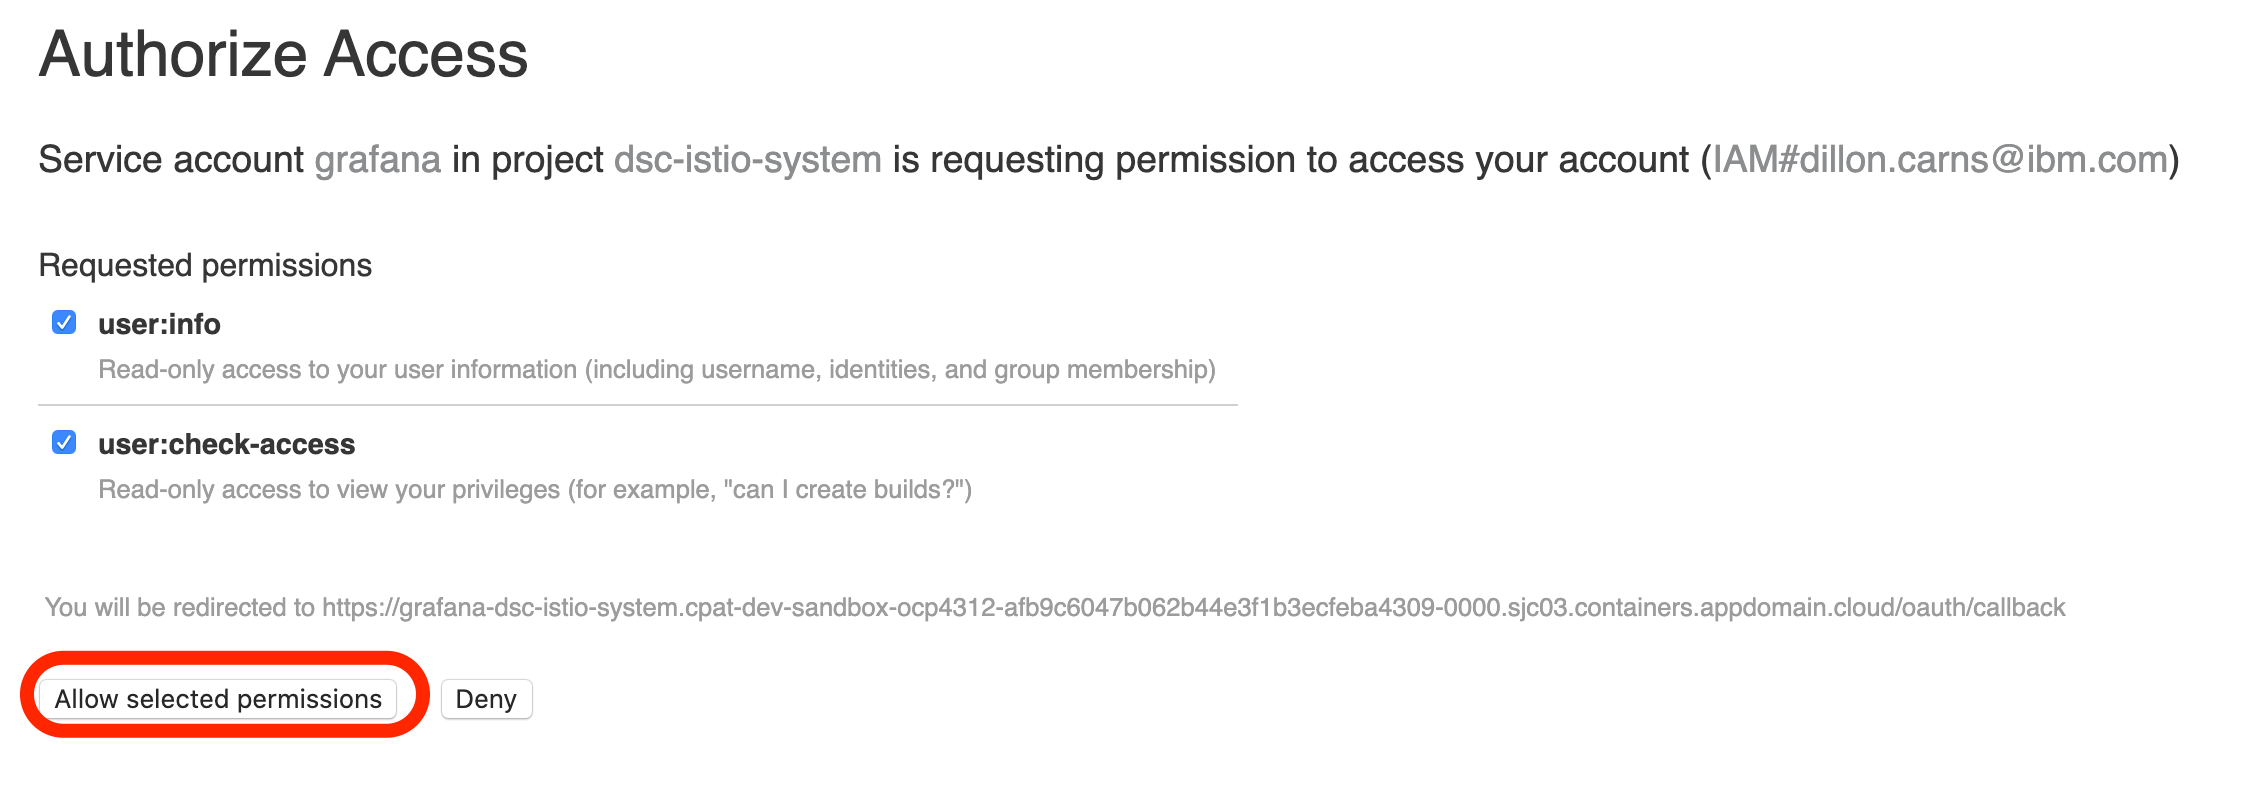 Authorize Access
Service account grafana in project dsc-istio-system is requesting permission to access your account (IAM#dillon.carns@ibm.com)
Requested permissions
user:info
Read-only access to your user information (including username, identities, and group membership)
user:check-access
Read-only access to view your privileges (for example, "can I create builds?")
You will be redirected to https://grafana-dsc-istio-system.cpat-dev-sandbox-ocp4312-afb9c6047b062b44e3f1b3ecfeba4309-0000.sjc03.containers.appdomain.cloud/oauth/callback
Allow selected permissions Deny